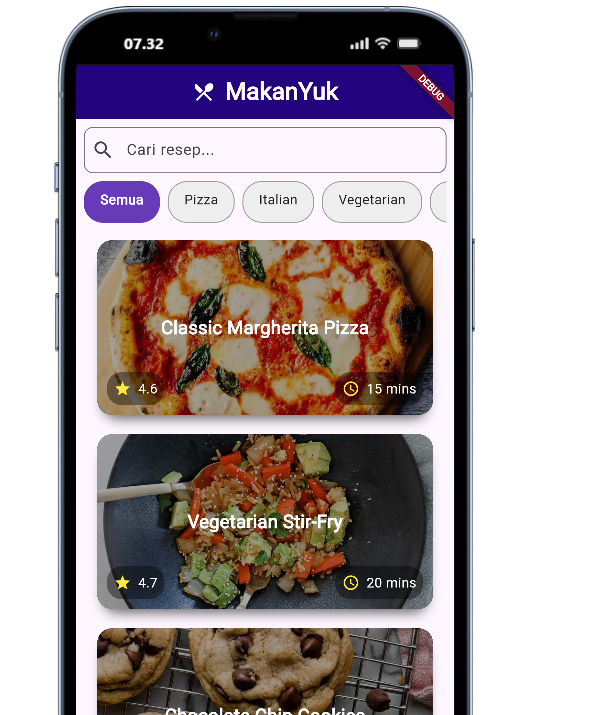 07.32
MakanYuk
DEBUG
Cari resep...
Semua Pizza Italian Vegetarian
Classic Margherita Pizza
4.6 15 mins
Vegetarian Stir-Fry
4.7 20 mins
Chocolate Chip Cookies